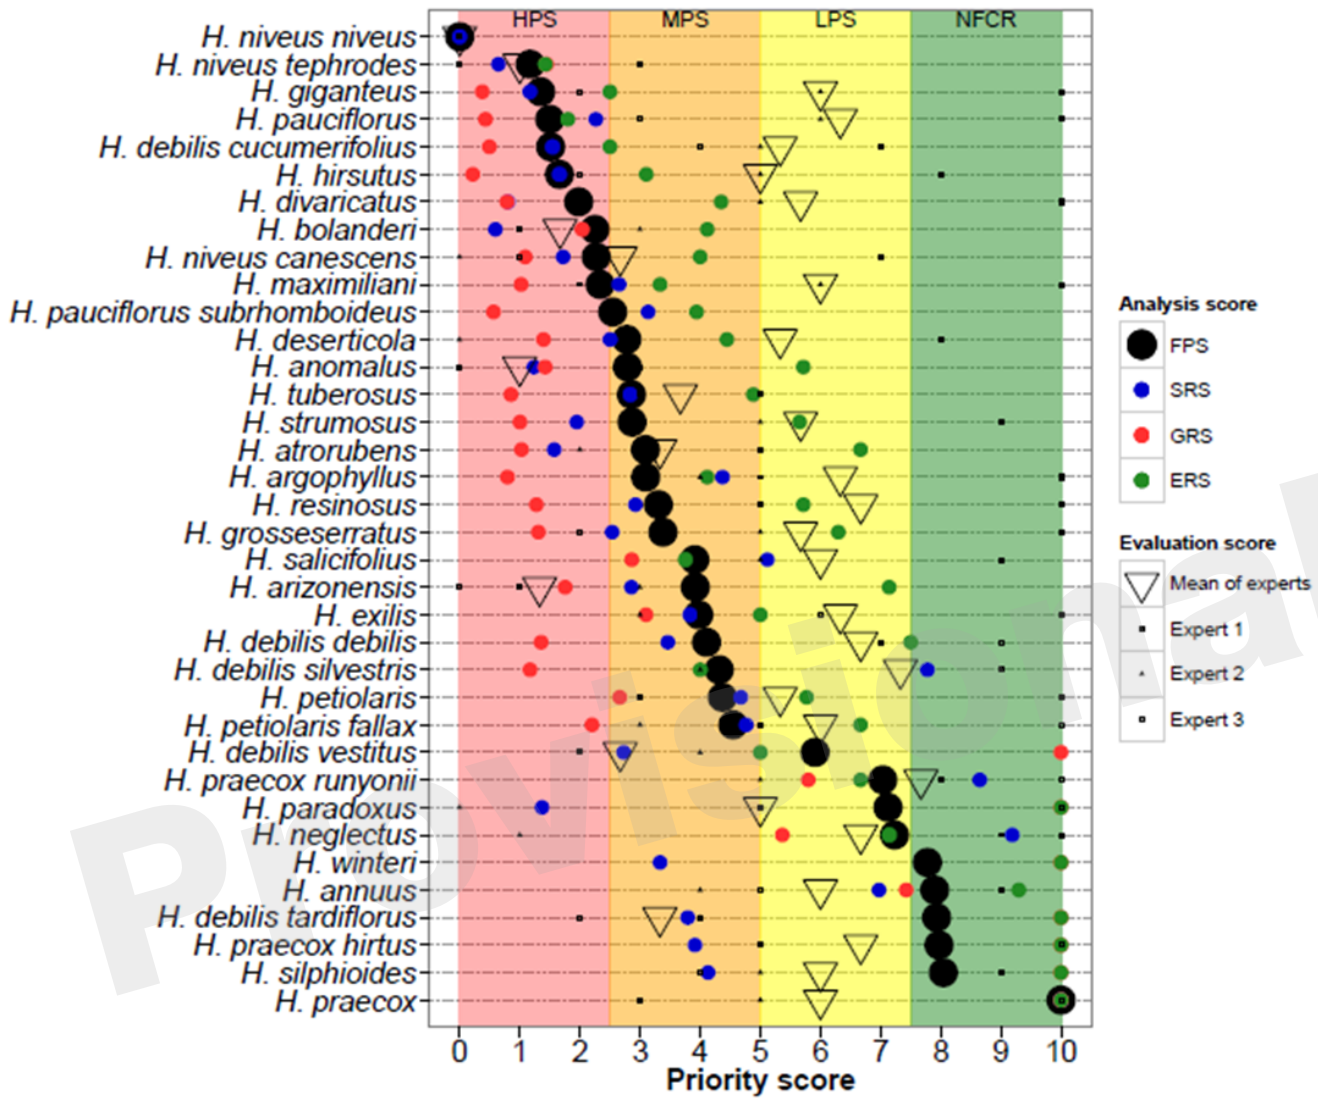 HPS MPS LPS NFCR
H. niveus niveus
H. niveus tephrodes
H. giganteus
H. pauciflorus
H. debilis cucumerifolius
H. hirsutus
H. divaricatus
H. bolanderi
H. niveus canescens
H. maximiliani
H. pauciflorus subrhomboideus
H. deserticola
H. anomalus
H. tuberosus
H. strumosus
H. atrorubens
H. argophyllus
H. resinosus
H. grosseserratus
H. salicifolius
H. arizonensis
H. exilis
H. debilis debilis
H. debilis silvestris
H. petiolaris
H. petiolaris fallax
H. debilis vestitus
H. praecox runyonii
H. paradoxus
H. neglectus
H. winteri
H. annuus
H. debilis tardiflorus
H. praecox hirtus
H. silphioides
H. praecox
0 1 2 3 4 5 6 7 8 9 10
Priority score
Analysis score
FPS
SRS
GRS
ERS
Evaluation score
Mean of experts
Expert 1
Expert 2
Expert 3
Provisional